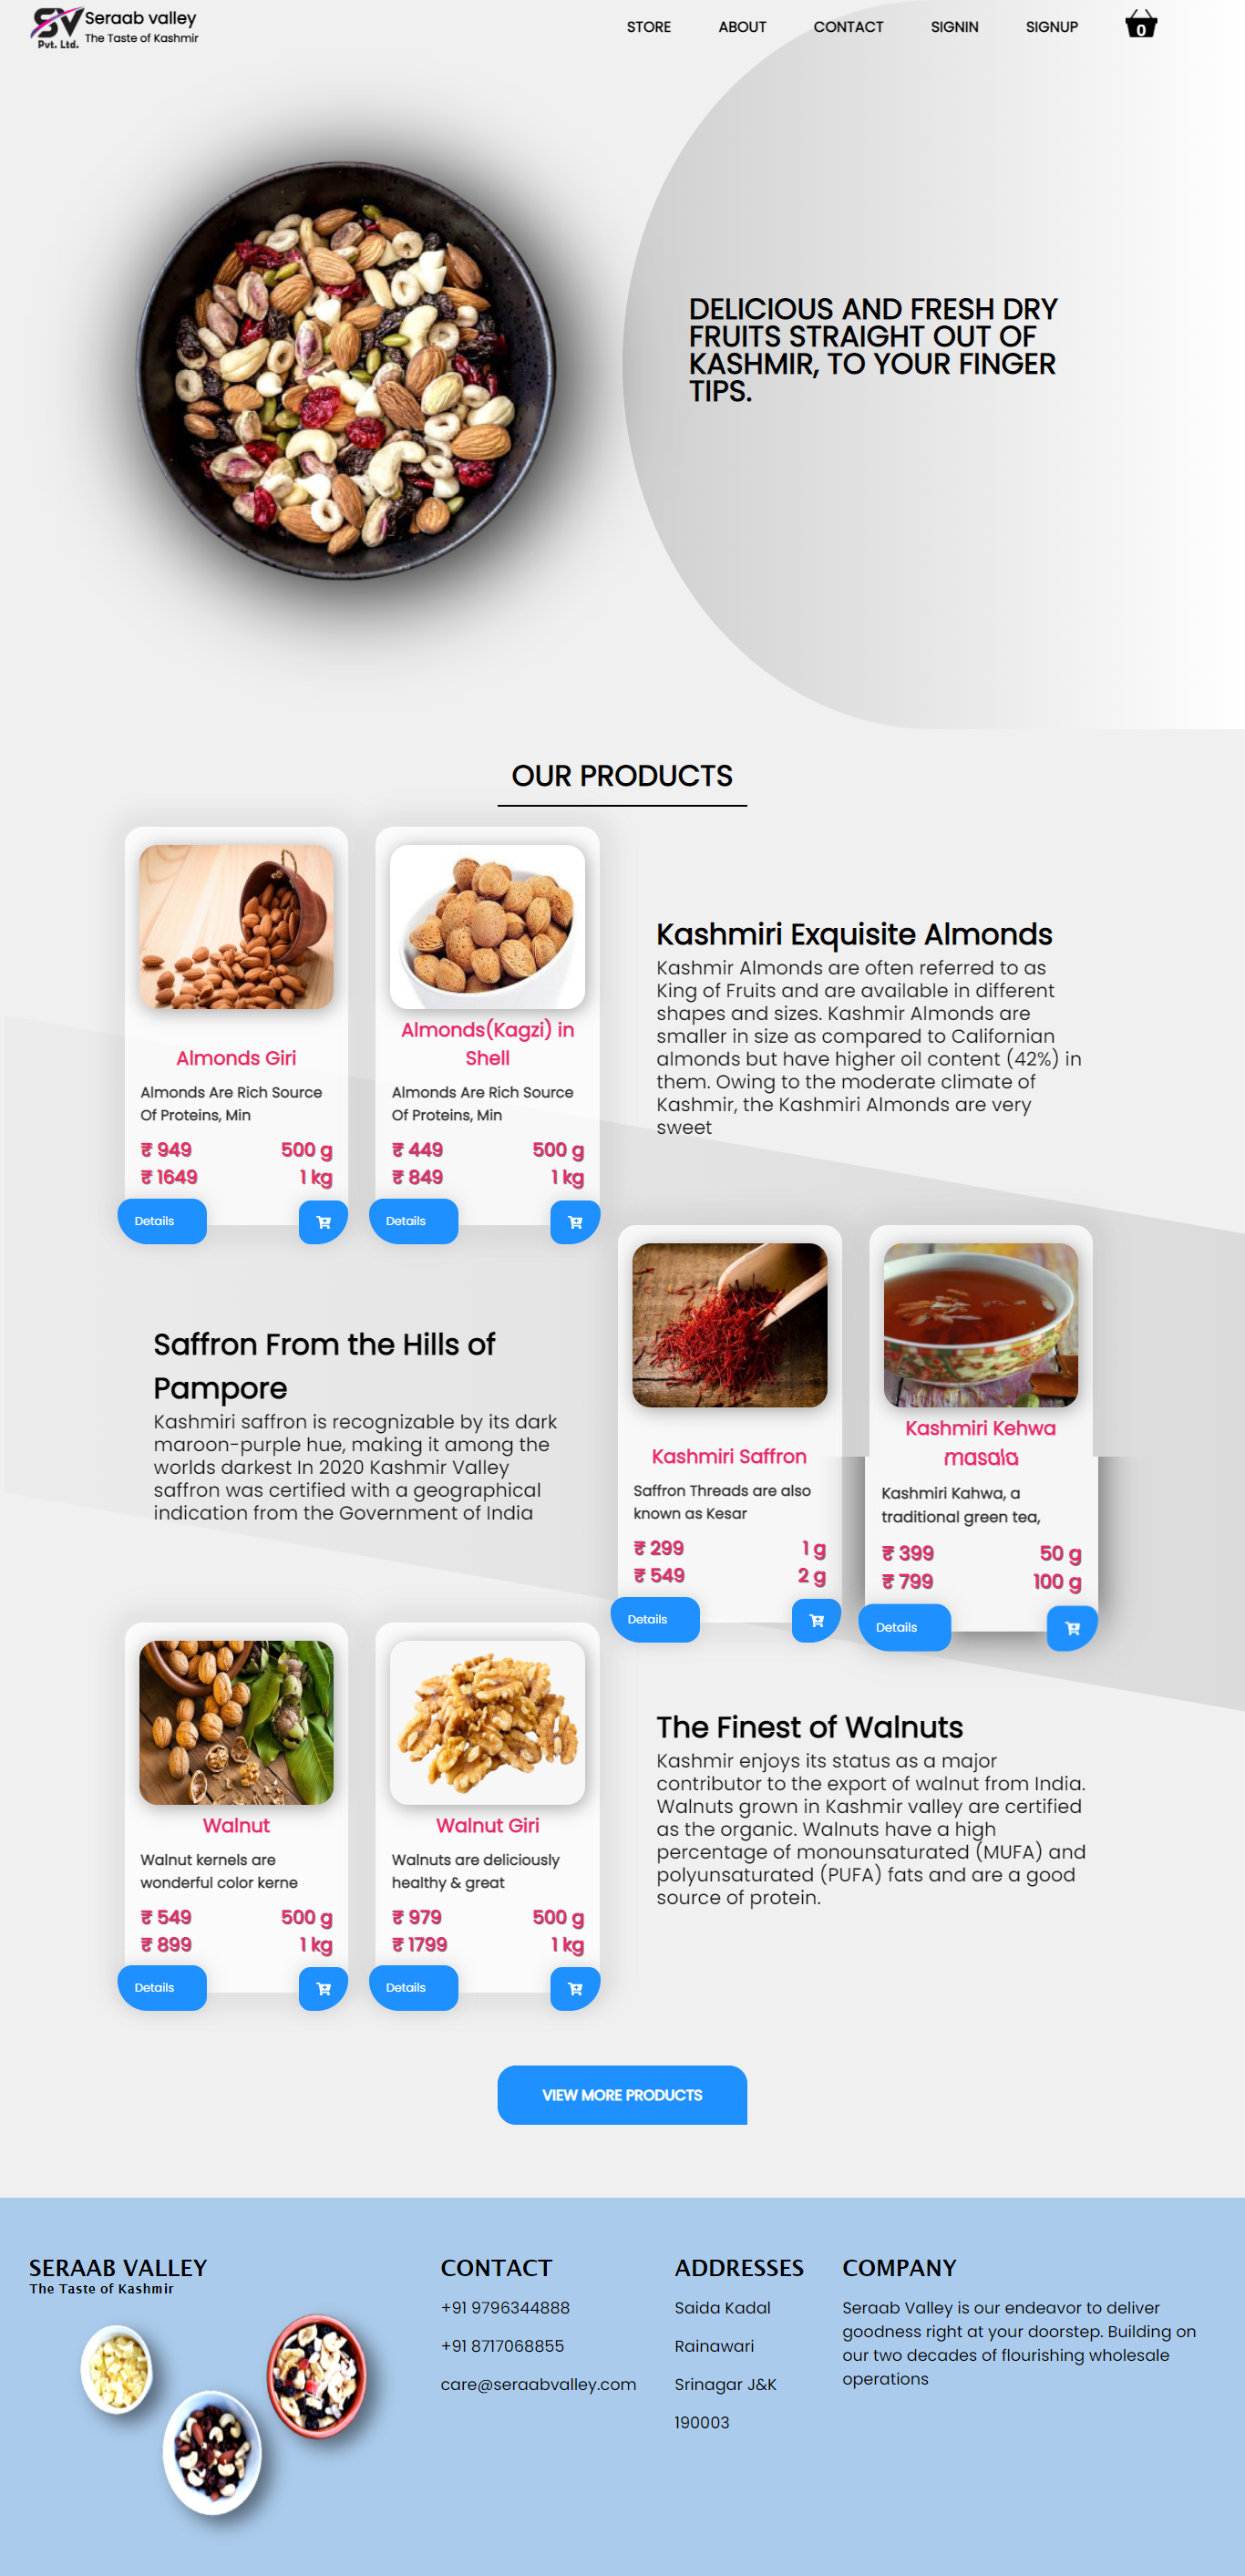 SV
Pvt. Ltd.
Seraab valley
The Taste of Kashmir
STORE
ABOUT
CONTACT
SIGNIN
SIGNUP
0
DELICIOUS AND FRESH DRY
FRUITS STRAIGHT OUT OF
KASHMIR, TO YOUR FINGER
TIPS.
OUR PRODUCTS
Almonds Giri
Almonds Are Rich Source
Of Proteins, Min
₹ 949 500 g
₹ 1649 1 kg
Details
Almonds(Kagzi) in
Shell
Almonds Are Rich Source
Of Proteins, Min
₹ 449 500 g
₹ 849 1 kg
Details
Kashmiri Exquisite Almonds
Kashmir Almonds are often referred to as
King of Fruits and are available in different
shapes and sizes. Kashmir Almonds are
smaller in size as compared to Californian
almonds but have higher oil content (42%) in
them. Owing to the moderate climate of
Kashmir, the Kashmiri Almonds are very
sweet
Saffron From the Hills of
Pampore
Kashmiri saffron is recognizable by its dark
maroon-purple hue, making it among the
worlds darkest In 2020 Kashmir Valley
saffron was certified with a geographical
indication from the Government of India
Kashmiri Saffron
Saffron Threads are also
known as Kesar
₹ 299 1 g
₹ 549 2 g
Details
Kashmiri Kehwa
masala
Kashmiri Kahwa, a
traditional green tea,
₹ 399 50 g
₹ 799 100 g
Details
Walnut
Walnut kernels are
wonderful color kerne
₹ 549 500 g
₹ 899 1 kg
Details
Walnut Giri
Walnuts are deliciously
healthy & great
₹ 979 500 g
₹ 1799 1 kg
Details
The Finest of Walnuts
Kashmir enjoys its status as a major
contributor to the export of walnut from India.
Walnuts grown in Kashmir valley are certified
as the organic. Walnuts have a high
percentage of monounsaturated (MUFA) and
polyunsaturated (PUFA) fats and are a good
source of protein.
VIEW MORE PRODUCTS
SERAAB VALLEY
The Taste of Kashmir
CONTACT
+91 9796344888
+91 8717068855
care@seraabvalley.com
ADDRESSES
Saida Kadal
Rainawari
Srinagar J&K
190003
COMPANY
Seraab Valley is our endeavor to deliver
goodness right at your doorstep. Building on
our two decades of flourishing wholesale
operations